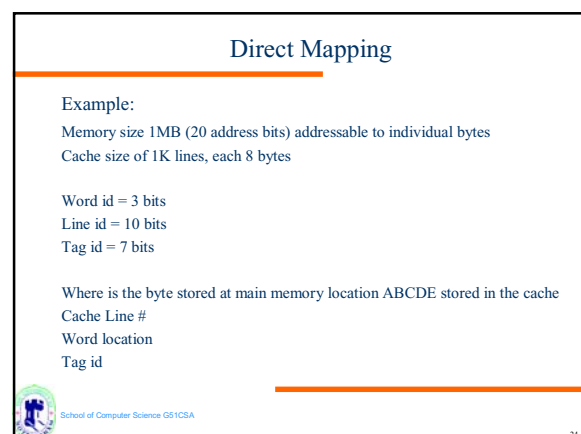 Direct Mapping
Example:
Memory size 1MB (20 address bits) addressable to individual bytes
Cache size of 1K lines, each 8 bytes
Word id = 3 bits
Line id = 10 bits
Tag id = 7 bits
Where is the byte stored at main memory location ABCDE stored in the cache
Cache Line #
Word location
Tag id
School of Computer Science G51CSA